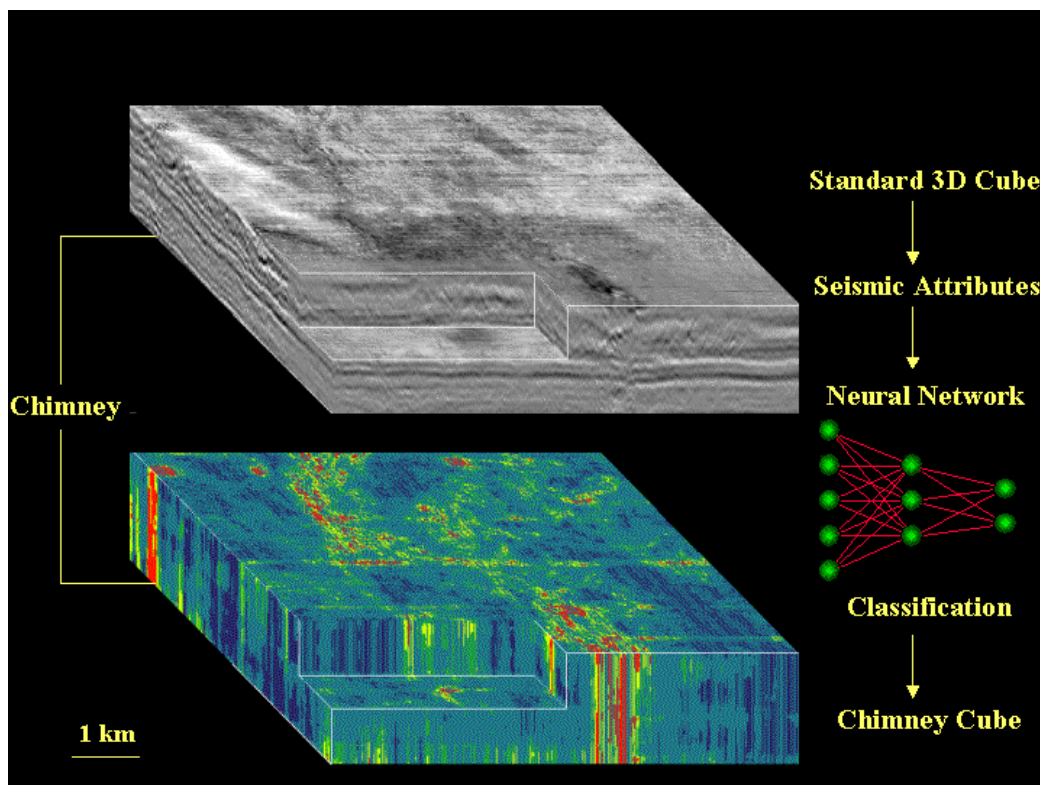 Standard 3D Cube
Seismic Attributes
Neural Network
Chimney
Classification
Chimney Cube
1 km